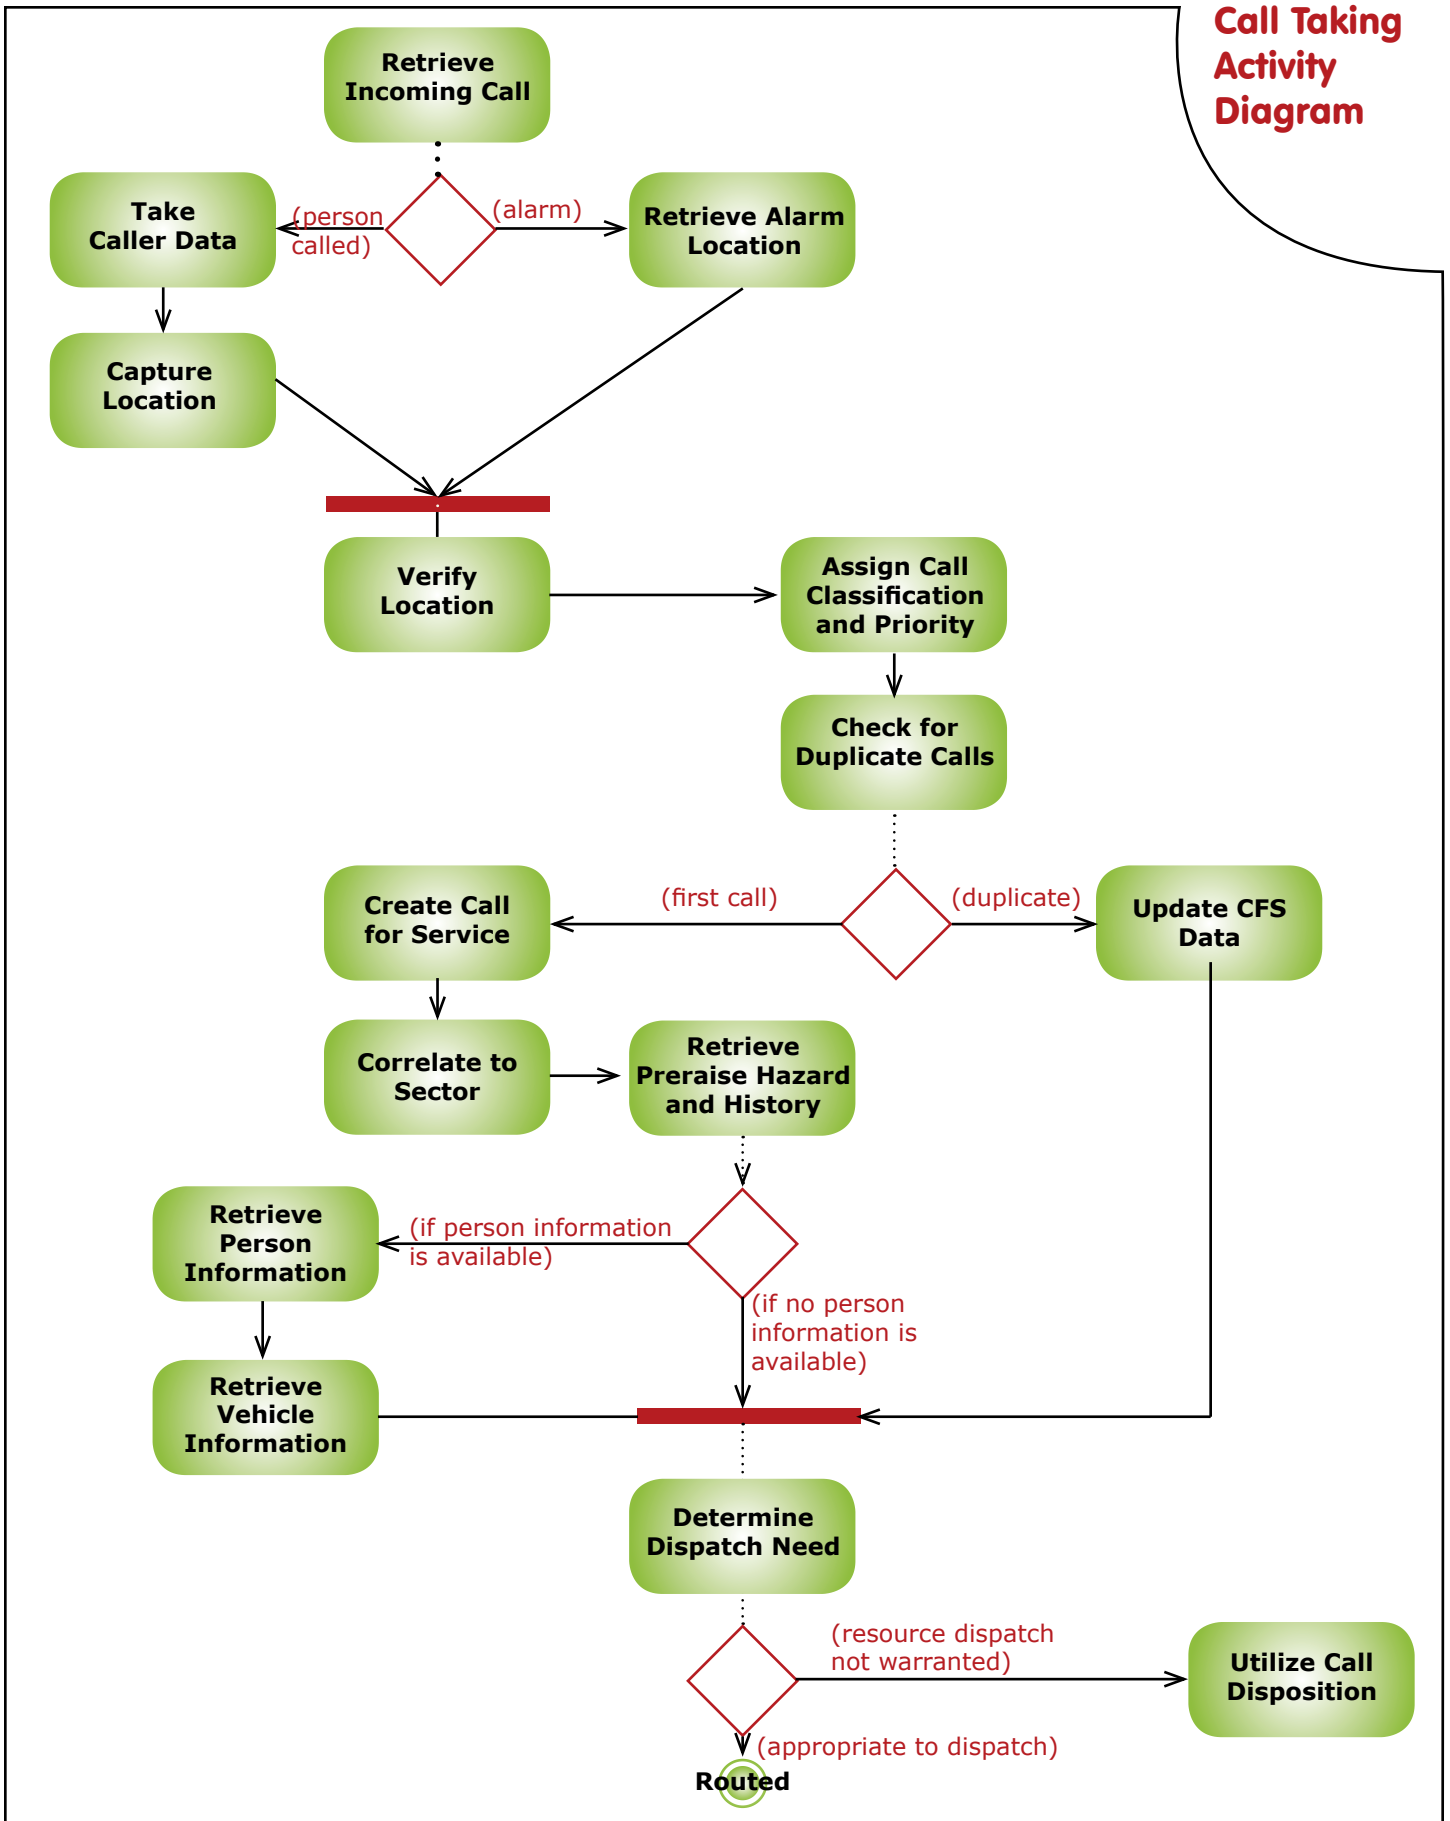 Call Taking
Activity
Diagram
Retrieve
Incoming Call
Take
Caller Data
(person
called)
(alarm)
Retrieve Alarm
Location
Capture
Location
Verify
Location
Assign Call
Classification
and Priority
Check for
Duplicate Calls
Create Call
for Service
(first call)
(duplicate)
Update CFS
Data
Correlate to
Sector
Retrieve
Preraise Hazard
and History
Retrieve
Person
Information
(if person information
is available)
(if no person
information is
available)
Retrieve
Vehicle
Information
Determine
Dispatch Need
(resource dispatch
not warranted)
Utilize Call
Disposition
(appropriate to dispatch)
Routed